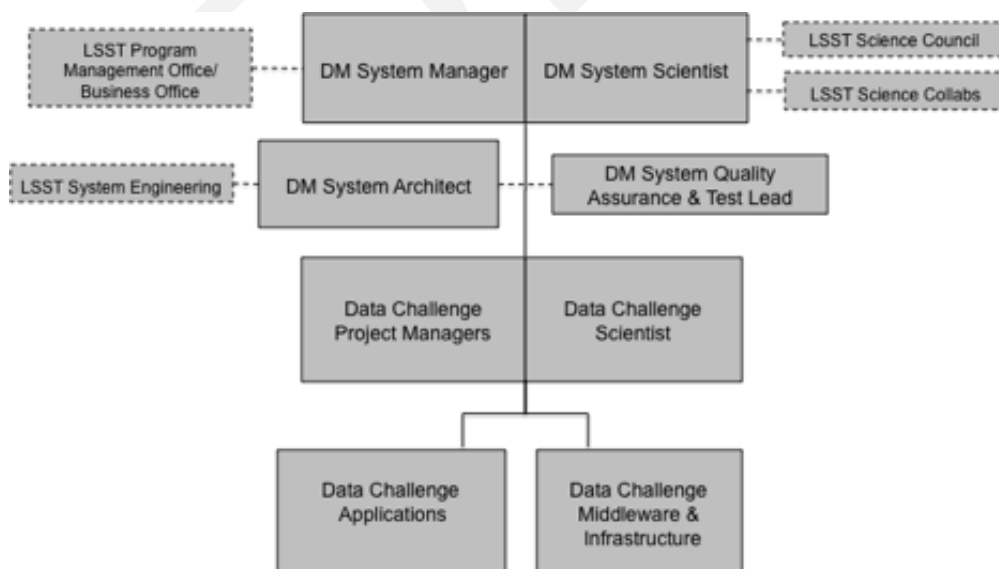 LSST Program
Management Office/
Business Office
DM System Manager
DM System Scientist
LSST Science Council
LSST Science Collabs
LSST System Engineering
DM System Architect
DM System Quality
Assurance & Test Lead
Data Challenge
Project Managers
Data Challenge
Scientist
Data Challenge
Applications
Data Challenge
Middleware &
Infrastructure